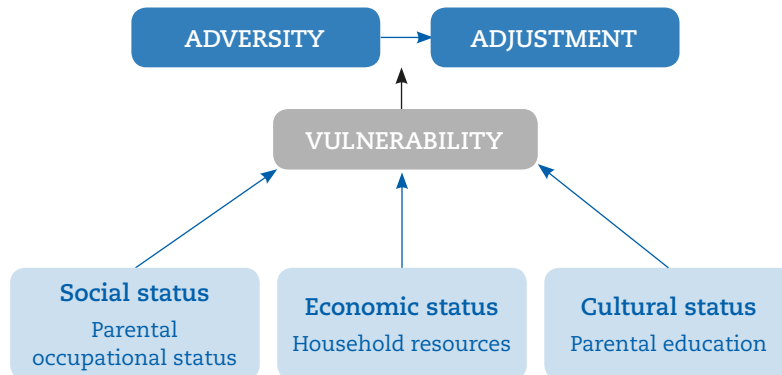 ADVERSITY
ADJUSTMENT
VULNERABILITY
Social status
Parental
occupational status
Economic status
Household resources
Cultural status
Parental education